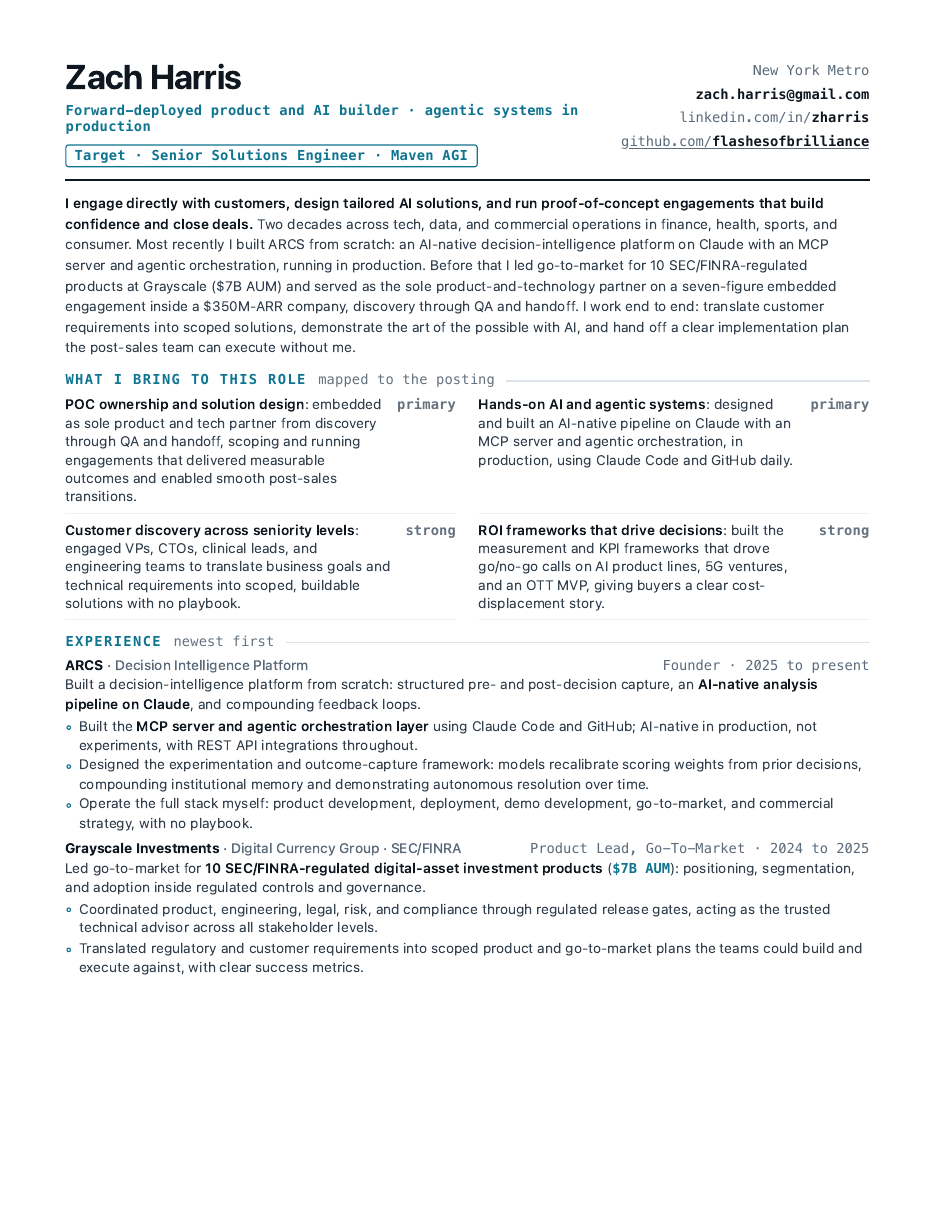 Zach Harris
Forward-deployed product and AI builder · agentic systems in
production
Target · Senior Solutions Engineer · Maven AGI
New York Metro
zach.harris@gmail.com
linkedin.com/in/zharris
github.com/flashesofbrilliance
I engage directly with customers, design tailored AI solutions, and run proof-of-concept engagements that build
confidence and close deals. Two decades across tech, data, and commercial operations in finance, health, sports, and
consumer. Most recently I built ARCS from scratch: an AI-native decision-intelligence platform on Claude with an MCP
server and agentic orchestration, running in production. Before that I led go-to-market for 10 SEC/FINRA-regulated
products at Grayscale ($7B AUM) and served as the sole product-and-technology partner on a seven-figure embedded
engagement inside a $350M-ARR company, discovery through QA and handoff. I work end to end: translate customer
requirements into scoped solutions, demonstrate the art of the possible with AI, and hand off a clear implementation plan
the post-sales team can execute without me.
WHAT I BRING TO THIS ROLE mapped to the posting
POC ownership and solution design: embedded primary
as sole product and tech partner from discovery
through QA and handoff, scoping and running
engagements that delivered measurable
outcomes and enabled smooth post-sales
transitions.
Hands-on AI and agentic systems: designed primary
and built an AI-native pipeline on Claude with an
MCP server and agentic orchestration, in
production, using Claude Code and GitHub daily.
Customer discovery across seniority levels: strong
engaged VPs, CTOs, clinical leads, and
engineering teams to translate business goals and
technical requirements into scoped, buildable
solutions with no playbook.
ROI frameworks that drive decisions: built the strong
measurement and KPI frameworks that drove
go/no-go calls on AI product lines, 5G ventures,
and an OTT MVP, giving buyers a clear cost-
displacement story.
EXPERIENCE newest first
ARCS · Decision Intelligence Platform Founder · 2025 to present
Built a decision-intelligence platform from scratch: structured pre- and post-decision capture, an AI-native analysis
pipeline on Claude, and compounding feedback loops.
Built the MCP server and agentic orchestration layer using Claude Code and GitHub; AI-native in production, not
experiments, with REST API integrations throughout.
Designed the experimentation and outcome-capture framework: models recalibrate scoring weights from prior decisions,
compounding institutional memory and demonstrating autonomous resolution over time.
Operate the full stack myself: product development, deployment, demo development, go-to-market, and commercial
strategy, with no playbook.
Grayscale Investments · Digital Currency Group · SEC/FINRA Product Lead, Go-To-Market · 2024 to 2025
Led go-to-market for 10 SEC/FINRA-regulated digital-asset investment products ($7B AUM): positioning, segmentation,
and adoption inside regulated controls and governance.
Coordinated product, engineering, legal, risk, and compliance through regulated release gates, acting as the trusted
technical advisor across all stakeholder levels.
Translated regulatory and customer requirements into scoped product and go-to-market plans the teams could build and
execute against, with clear success metrics.